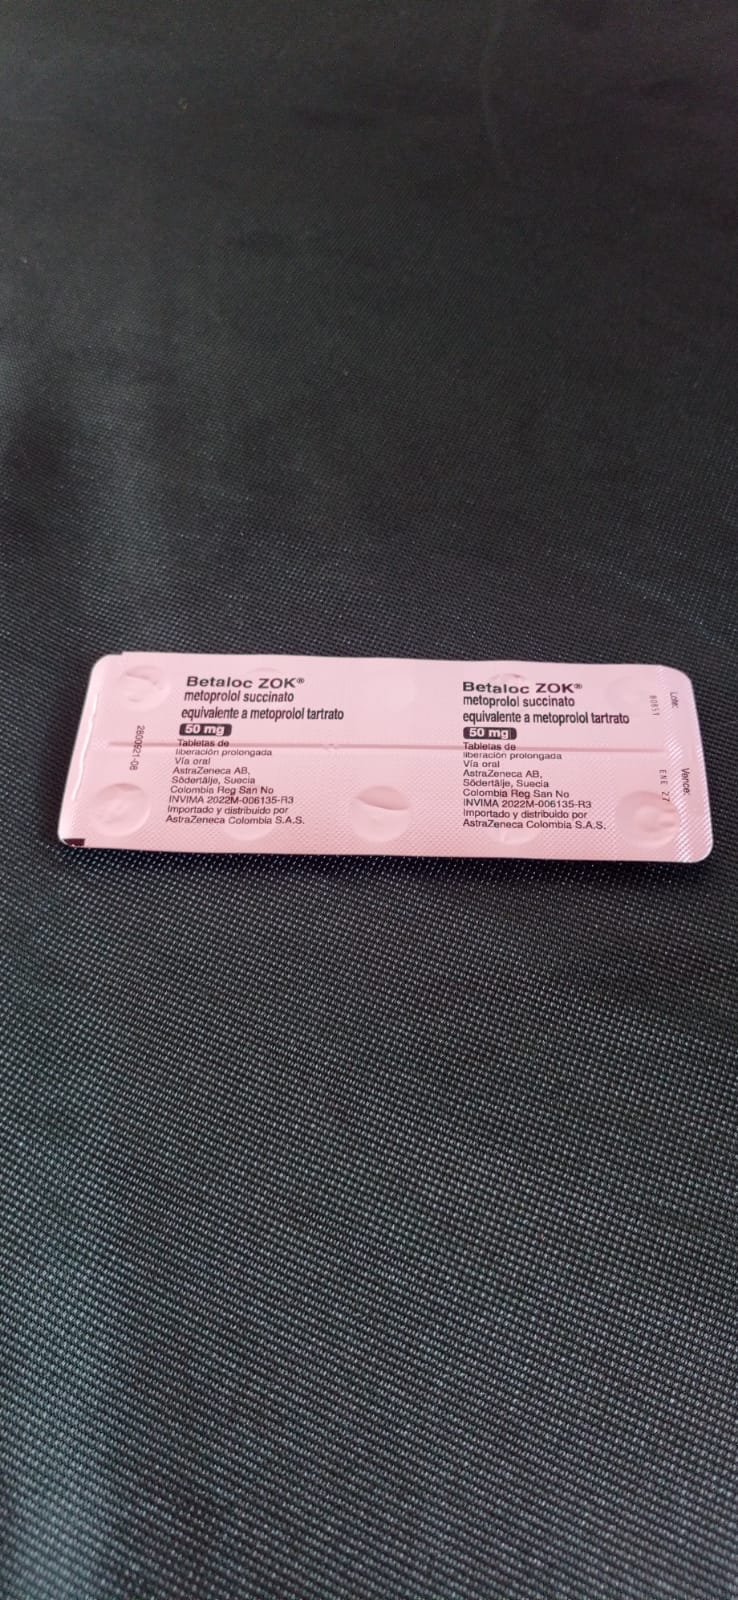 Betaloc ZOK®
metoprolol succinato
equivalente a metoprolol tartrato
50 mg
Tabletas de
liberación prolongada
Vía oral
AstraZeneca AB,
Södertälje, Suecia
Colombia Reg San No
INVIMA 2022M-006135-R3
Importado y distribuido por
AstraZeneca Colombia S.A.S.
Betaloc ZOK®
metoprolol succinato
equivalente a metoprolol tartrato
50 mg
Tabletas de
liberación prolongada
Vía oral
AstraZeneca AB,
Södertälje, Suecia
Colombia Reg San No
INVIMA 2022M-006135-R3
Importado y distribuido por
AstraZeneca Colombia S.A.S.
Lote:
Vence:
ENE 27